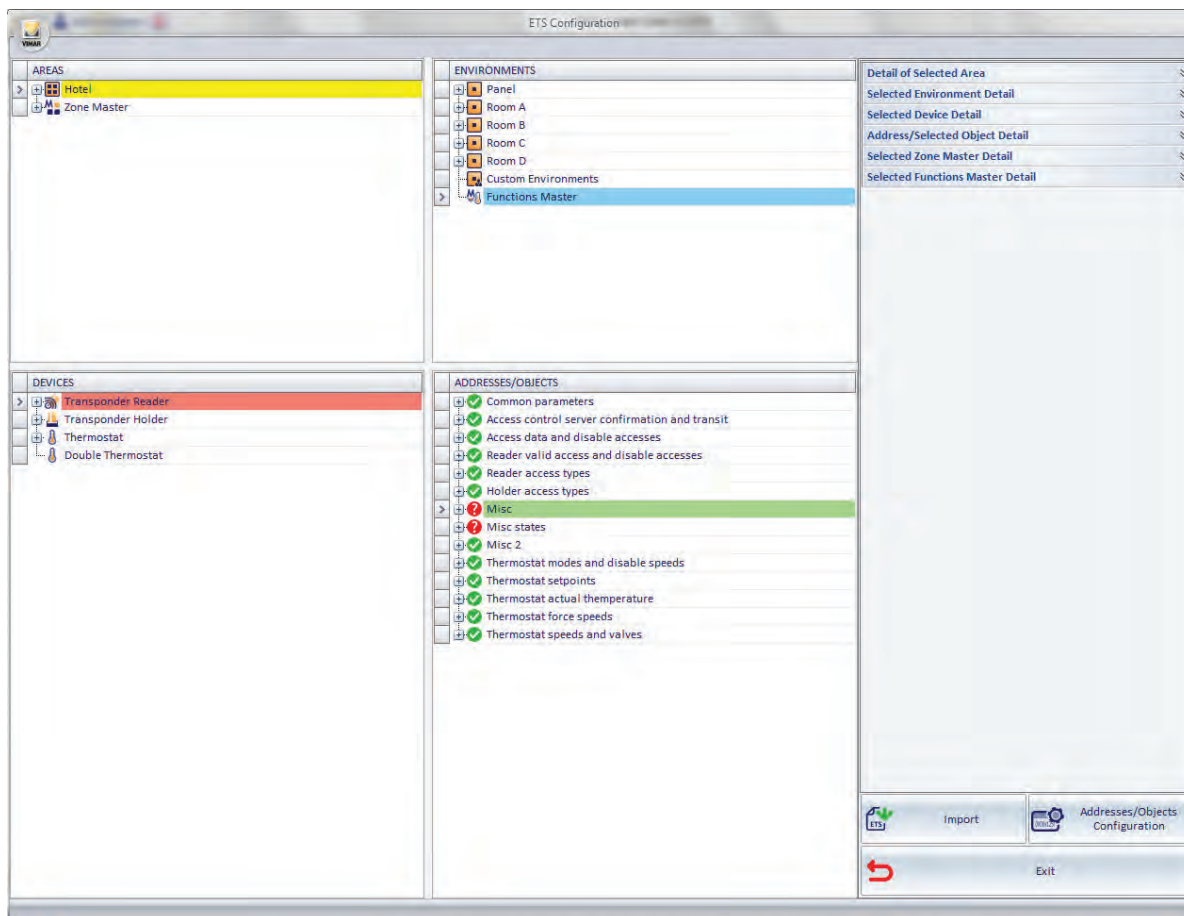 ETS Configuration
VIMAR
AREAS
Hotel
Zone Master
ENVIRONMENTS
Panel
Room A
Room B
Room C
Room D
Custom Environments
Functions Master
DEVICES
Transponder Reader
Transponder Holder
Thermostat
Double Thermostat
ADDRESSES/OBJECTS
Common parameters
Access control server confirmation and transit
Access data and disable accesses
Reader valid access and disable accesses
Reader access types
Holder access types
Misc
Misc states
Misc 2
Thermostat modes and disable speeds
Thermostat setpoints
Thermostat actual themperature
Thermostat force speeds
Thermostat speeds and valves
Detail of Selected Area
Selected Environment Detail
Selected Device Detail
Address/Selected Object Detail
Selected Zone Master Detail
Selected Functions Master Detail
ETS
Import
Addresses/Objects
Configuration
Exit